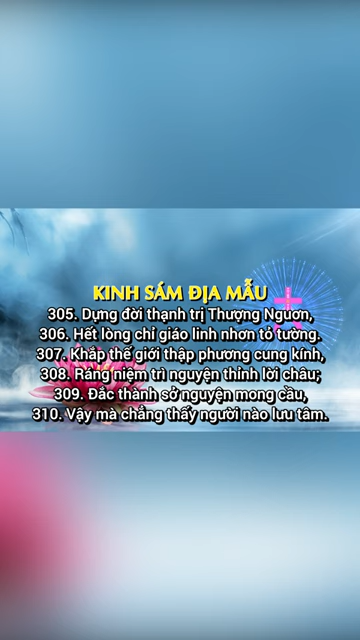 KINH SÁM ĐỊA MẪU
305. Dựng đời thạnh trị Thượng Nguơn,
306. Hết lòng chỉ giáo linh nhơn tỏ tường.
307. Khắp thế giới thập phương cung kính,
308. Ráng niệm trì nguyện thỉnh lời châu;
309. Đắc thành sở nguyện mong cầu,
310. Vậy mà chẳng thấy người nào lưu tâm.